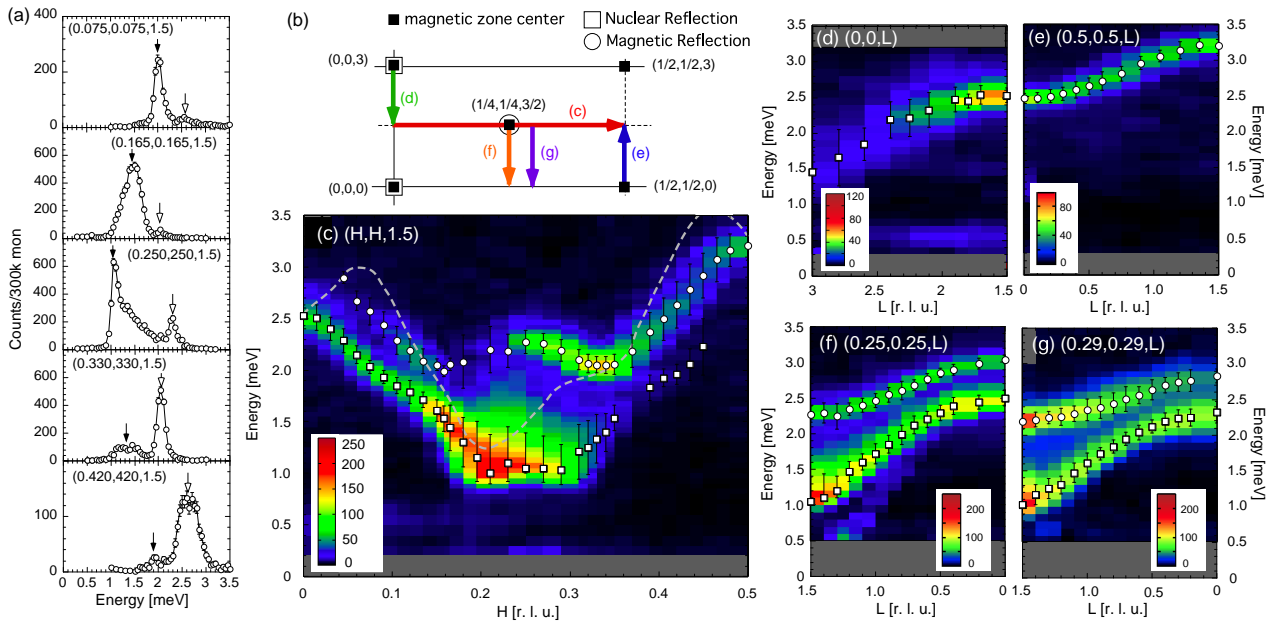 (a)
400
(0.075,0.075,1.5)
200
0
(0.165,0.165,1.5)
600
400
200
0
(0.250,250,1.5)
600
400
200
0
(0.330,330,1.5)
600
400
200
0
(0.420,420,1.5)
100
0
Counts/300k mon
0 0.5 1 1.5 2 2.5 3 3.5
Energy [meV]
(b)
magnetic zone center
Nuclear Reflection
Magnetic Reflection
(0,0,3)
(1/2,1/2,3)
(d)
(1/4,1/4,3/2)
(c)
(f)
(g)
(e)
(0,0,0)
(1/2,1/2,0)
(c) (H,H,1.5)
3.5
3.0
2.5
2.0
1.5
1.0
0.5
0
Energy [meV]
250
200
150
100
50
0
0 0.1 0.2 0.3 0.4 0.5
H [r. l. u.]
(d) (0,0,L)
3.5
3.0
2.5
2.0
1.5
1.0
0.5
0
Energy [meV]
120
100
80
60
40
20
0
3 2.5 2.0 1.5
L [r. l. u.]
(e) (0.5,0.5,L)
3.5
3.0
2.5
2.0
1.5
1.0
0.5
0
Energy [meV]
80
40
0
0 0.5 1.0 1.5
L [r. l. u.]
(f) (0.25,0.25,L)
3.5
3.0
2.5
2.0
1.5
1.0
0.5
0
Energy [meV]
200
100
0
1.5 1.0 0.5 0
L [r. l. u.]
(g) (0.29,0.29,L)
3.5
3.0
2.5
2.0
1.5
1.0
0.5
0
Energy [meV]
200
100
0
1.5 1.0 0.5 0
L [r. l. u.]